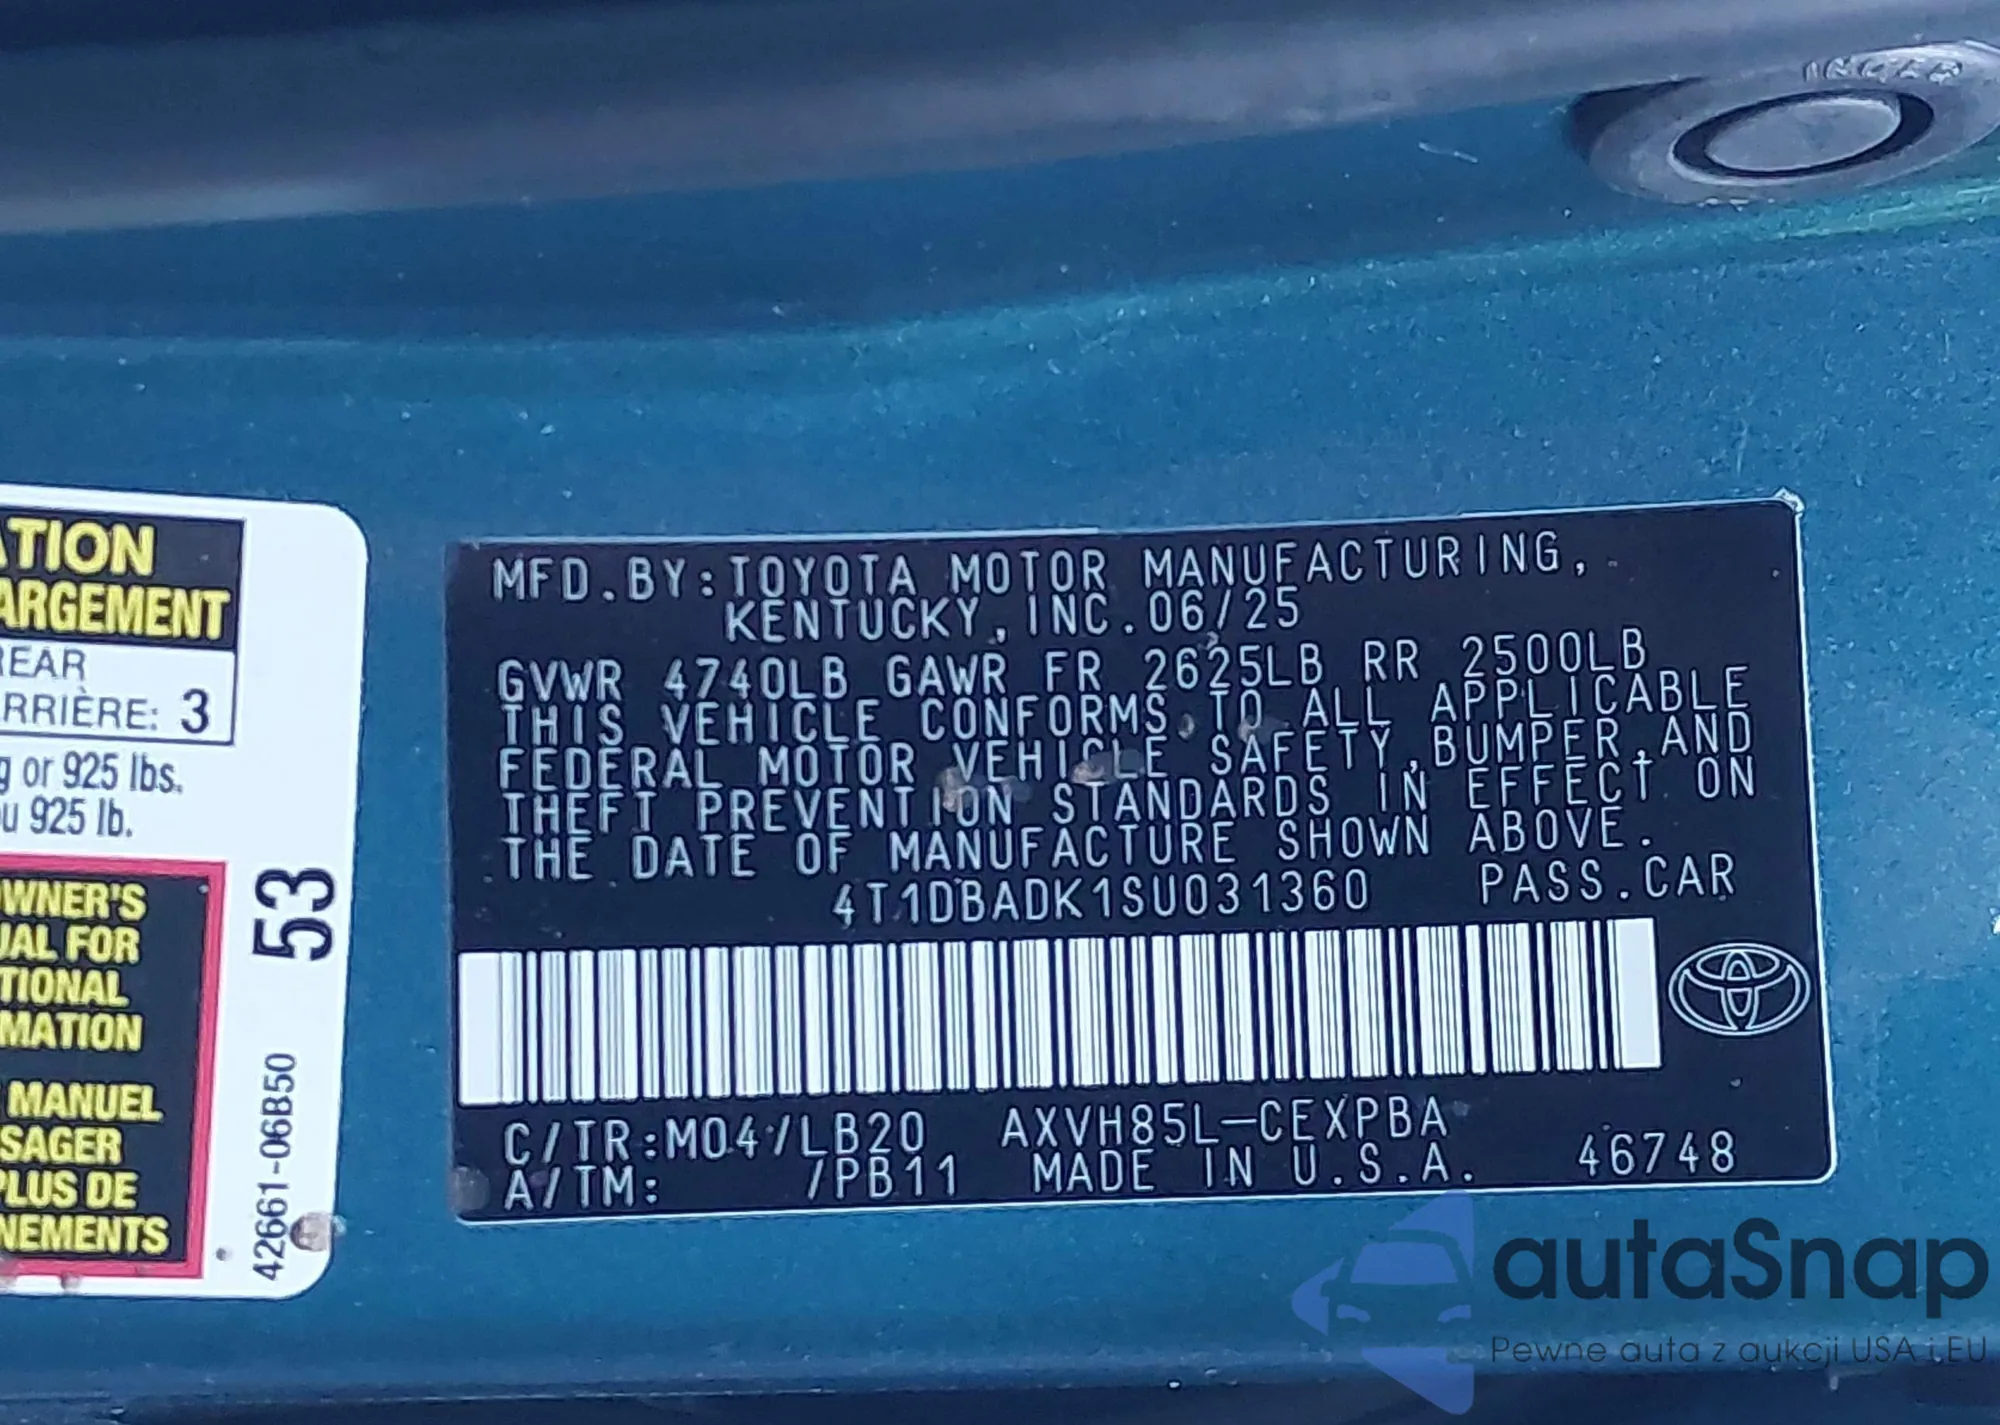 ATION
ARGEMENT
REAR
ARRIÈRE: 3
g or 925 lbs.
u 925 lb.
OWNER'S
UAL FOR
TIONAL
MATION
MANUEL
SAGER
PLUS DE
NEMENTS
53
42661-06B50
MFD.BY:TOYOTA MOTOR MANUFACTURING,
KENTUCKY, INC.06/25
GVWR 4740LB GAWR FR 2625LB RR 2500LB
THIS VEHICLE CONFORMS TO ALL APPLICABLE
FEDERAL MOTOR VEHICLE SAFETY,BUMPER,AND
THEFT PREVENTION STANDARDS IN EFFECT ON
THE DATE OF MANUFACTURE SHOWN ABOVE.
4T1DBADK1SU031360 PASS.CAR
C/TR:M04/LB20 AXVH85L-CEXPBA
A/TM: /PB11 MADE IN U.S.A. 46748
autaSnap
Pewne auta z aukcji USA i EU